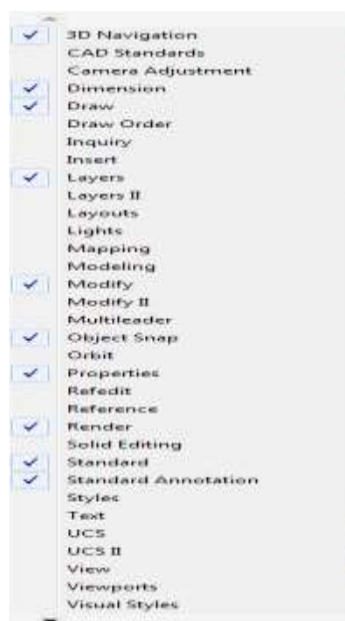 3D Navigation
CAD Standards
Camera Adjustment
Dimension
Draw
Draw Order
Inquiry
Insert
Layers
Layers II
Layouts
Lights
Mapping
Modeling
Modify
Modify II
Multileader
Object Snap
Orbit
Properties
Refedit
Reference
Render
Solid Editing
Standard
Standard Annotation
Styles
Text
UCS
UCS II
View
Viewports
Visual Styles